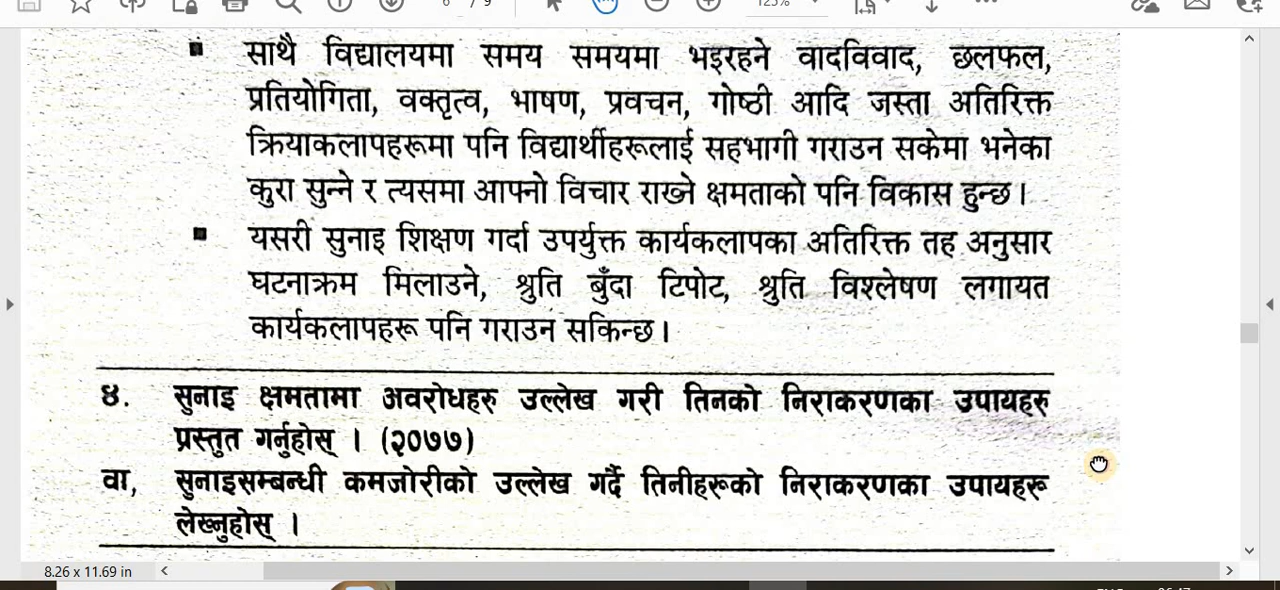 / 9
125%
■ साथै विद्यालयमा समय समयमा भइरहने वादविवाद, छलफल,
प्रतियोगिता, वक्तृत्व, भाषण, प्रवचन, गोष्ठी आदि जस्ता अतिरिक्त
क्रियाकलापहरूमा पनि विद्यार्थीहरूलाई सहभागी गराउन सकेमा भनेका
कुरा सुन्ने र त्यसमा आफ्नो विचार राख्ने क्षमताको पनि विकास हुन्छ।
■ यसरी सुनाइ शिक्षण गर्दा उपर्युक्त कार्यकलापका अतिरिक्त तह अनुसार
घटनाक्रम मिलाउने, श्रुति बुँदा टिपोट, श्रुति विश्लेषण लगायत
कार्यकलापहरू पनि गराउन सकिन्छ।
४. सुनाइ क्षमतामा अवरोधहरु उल्लेख गरी तिनको निराकरणका उपायहरु
प्रस्तुत गर्नुहोस् । (२०७७)
वा, सुनाइसम्बन्धी कमजोरीको उल्लेख गर्दै तिनीहरूको निराकरणका उपायहरू
लेख्नुहोस् ।
8.26 x 11.69 in